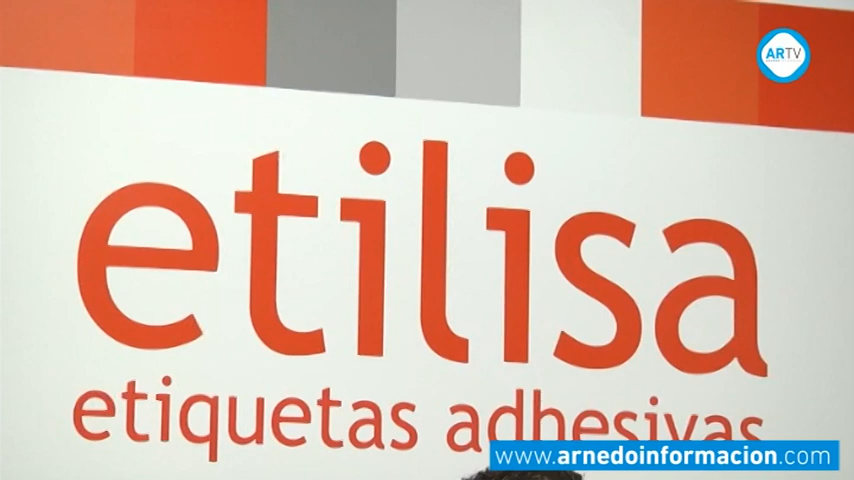 ARTV
etilisa
etiquetas adhesivas
www.arnedoinformacion.com